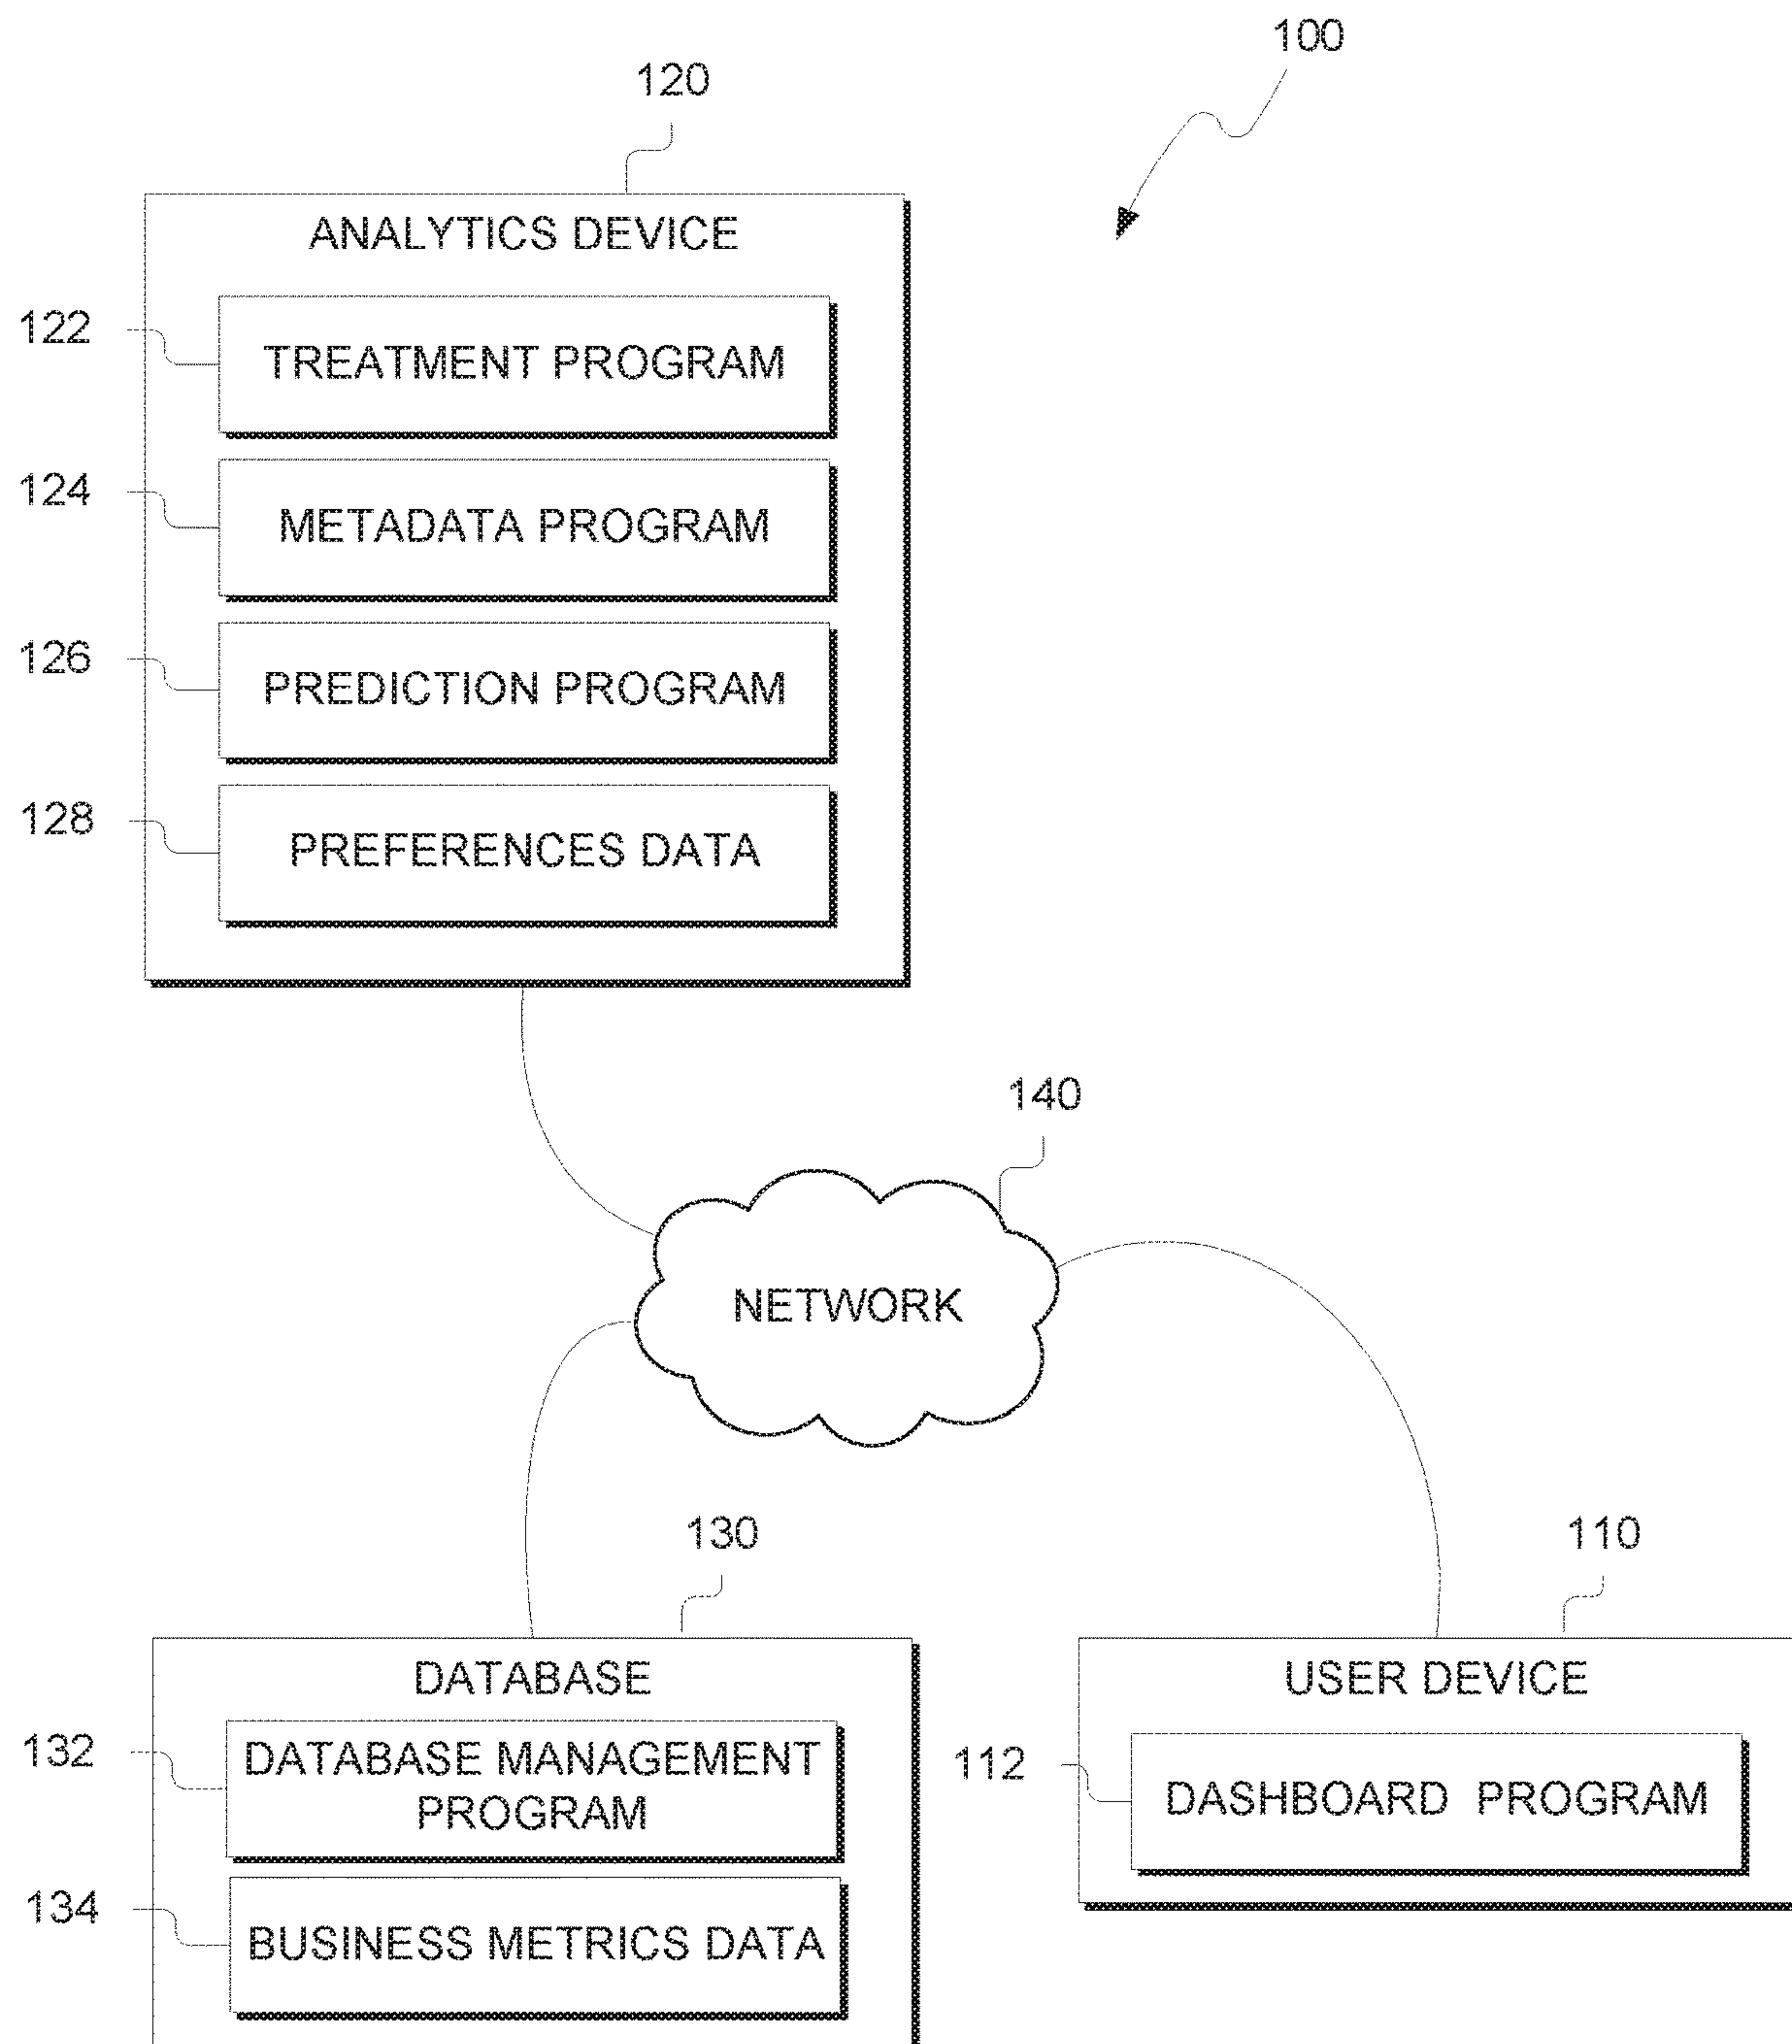 100
120
ANALYTICS DEVICE
122
TREATMENT PROGRAM
124
METADATA PROGRAM
126
PREDICTION PROGRAM
128
PREFERENCES DATA
140
NETWORK
130
110
DATABASE
USER DEVICE
132
DATABASE MANAGEMENT
PROGRAM
112
DASHBOARD PROGRAM
134
BUSINESS METRICS DATA